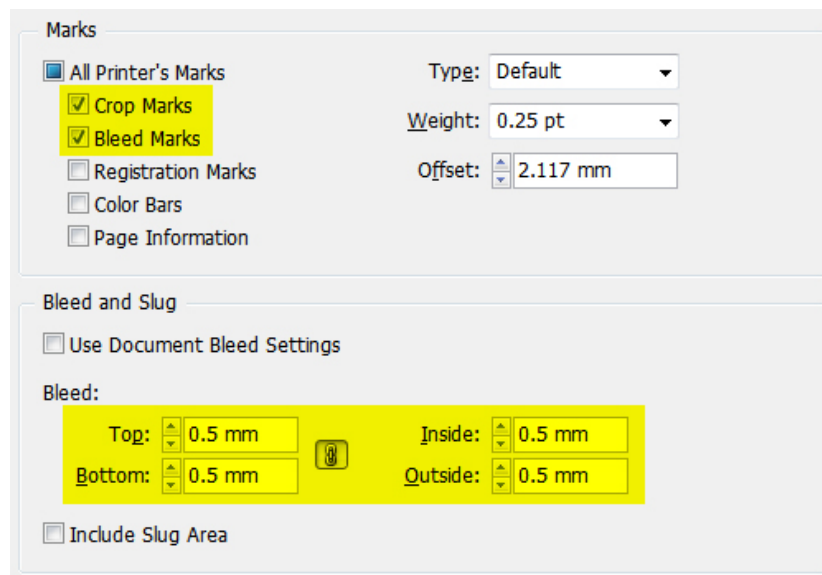 Marks
All Printer's Marks
Type: Default
Crop Marks
Weight: 0.25 pt
Bleed Marks
Registration Marks
Offset: 2.117 mm
Color Bars
Page Information
Bleed and Slug
Use Document Bleed Settings
Bleed:
Top: 0.5 mm
Inside: 0.5 mm
Bottom: 0.5 mm
Outside: 0.5 mm
Include Slug Area